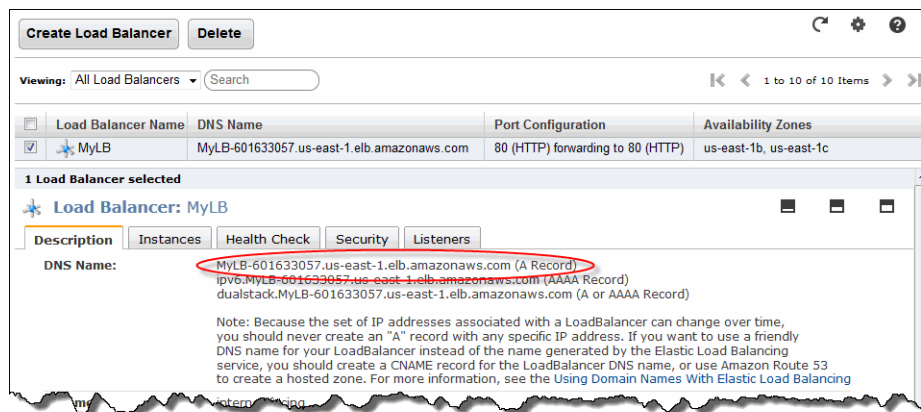 Create Load Balancer Delete
Viewing: All Load Balancers Search 1 to 10 of 10 Items
Load Balancer Name DNS Name Port Configuration Availability Zones
MyLB MyLB-601633057.us-east-1.elb.amazonaws.com 80 (HTTP) forwarding to 80 (HTTP) us-east-1b, us-east-1c
1 Load Balancer selected
Load Balancer: MyLB
Description Instances Health Check Security Listeners
DNS Name: MyLB-601633057.us-east-1.elb.amazonaws.com (A Record)
ipv6.MyLB-601633057.us-east-1.elb.amazonaws.com (AAAA Record)
dualstack.MyLB-601633057.us-east-1.elb.amazonaws.com (A or AAAA Record)
Note: Because the set of IP addresses associated with a LoadBalancer can change over time,
you should never create an "A" record with any specific IP address. If you want to use a friendly
DNS name for your LoadBalancer instead of the name generated by the Elastic Load Balancing
service, you should create a CNAME record for the LoadBalancer DNS name, or use Amazon Route 53
to create a hosted zone. For more information, see the Using Domain Names With Elastic Load Balancing